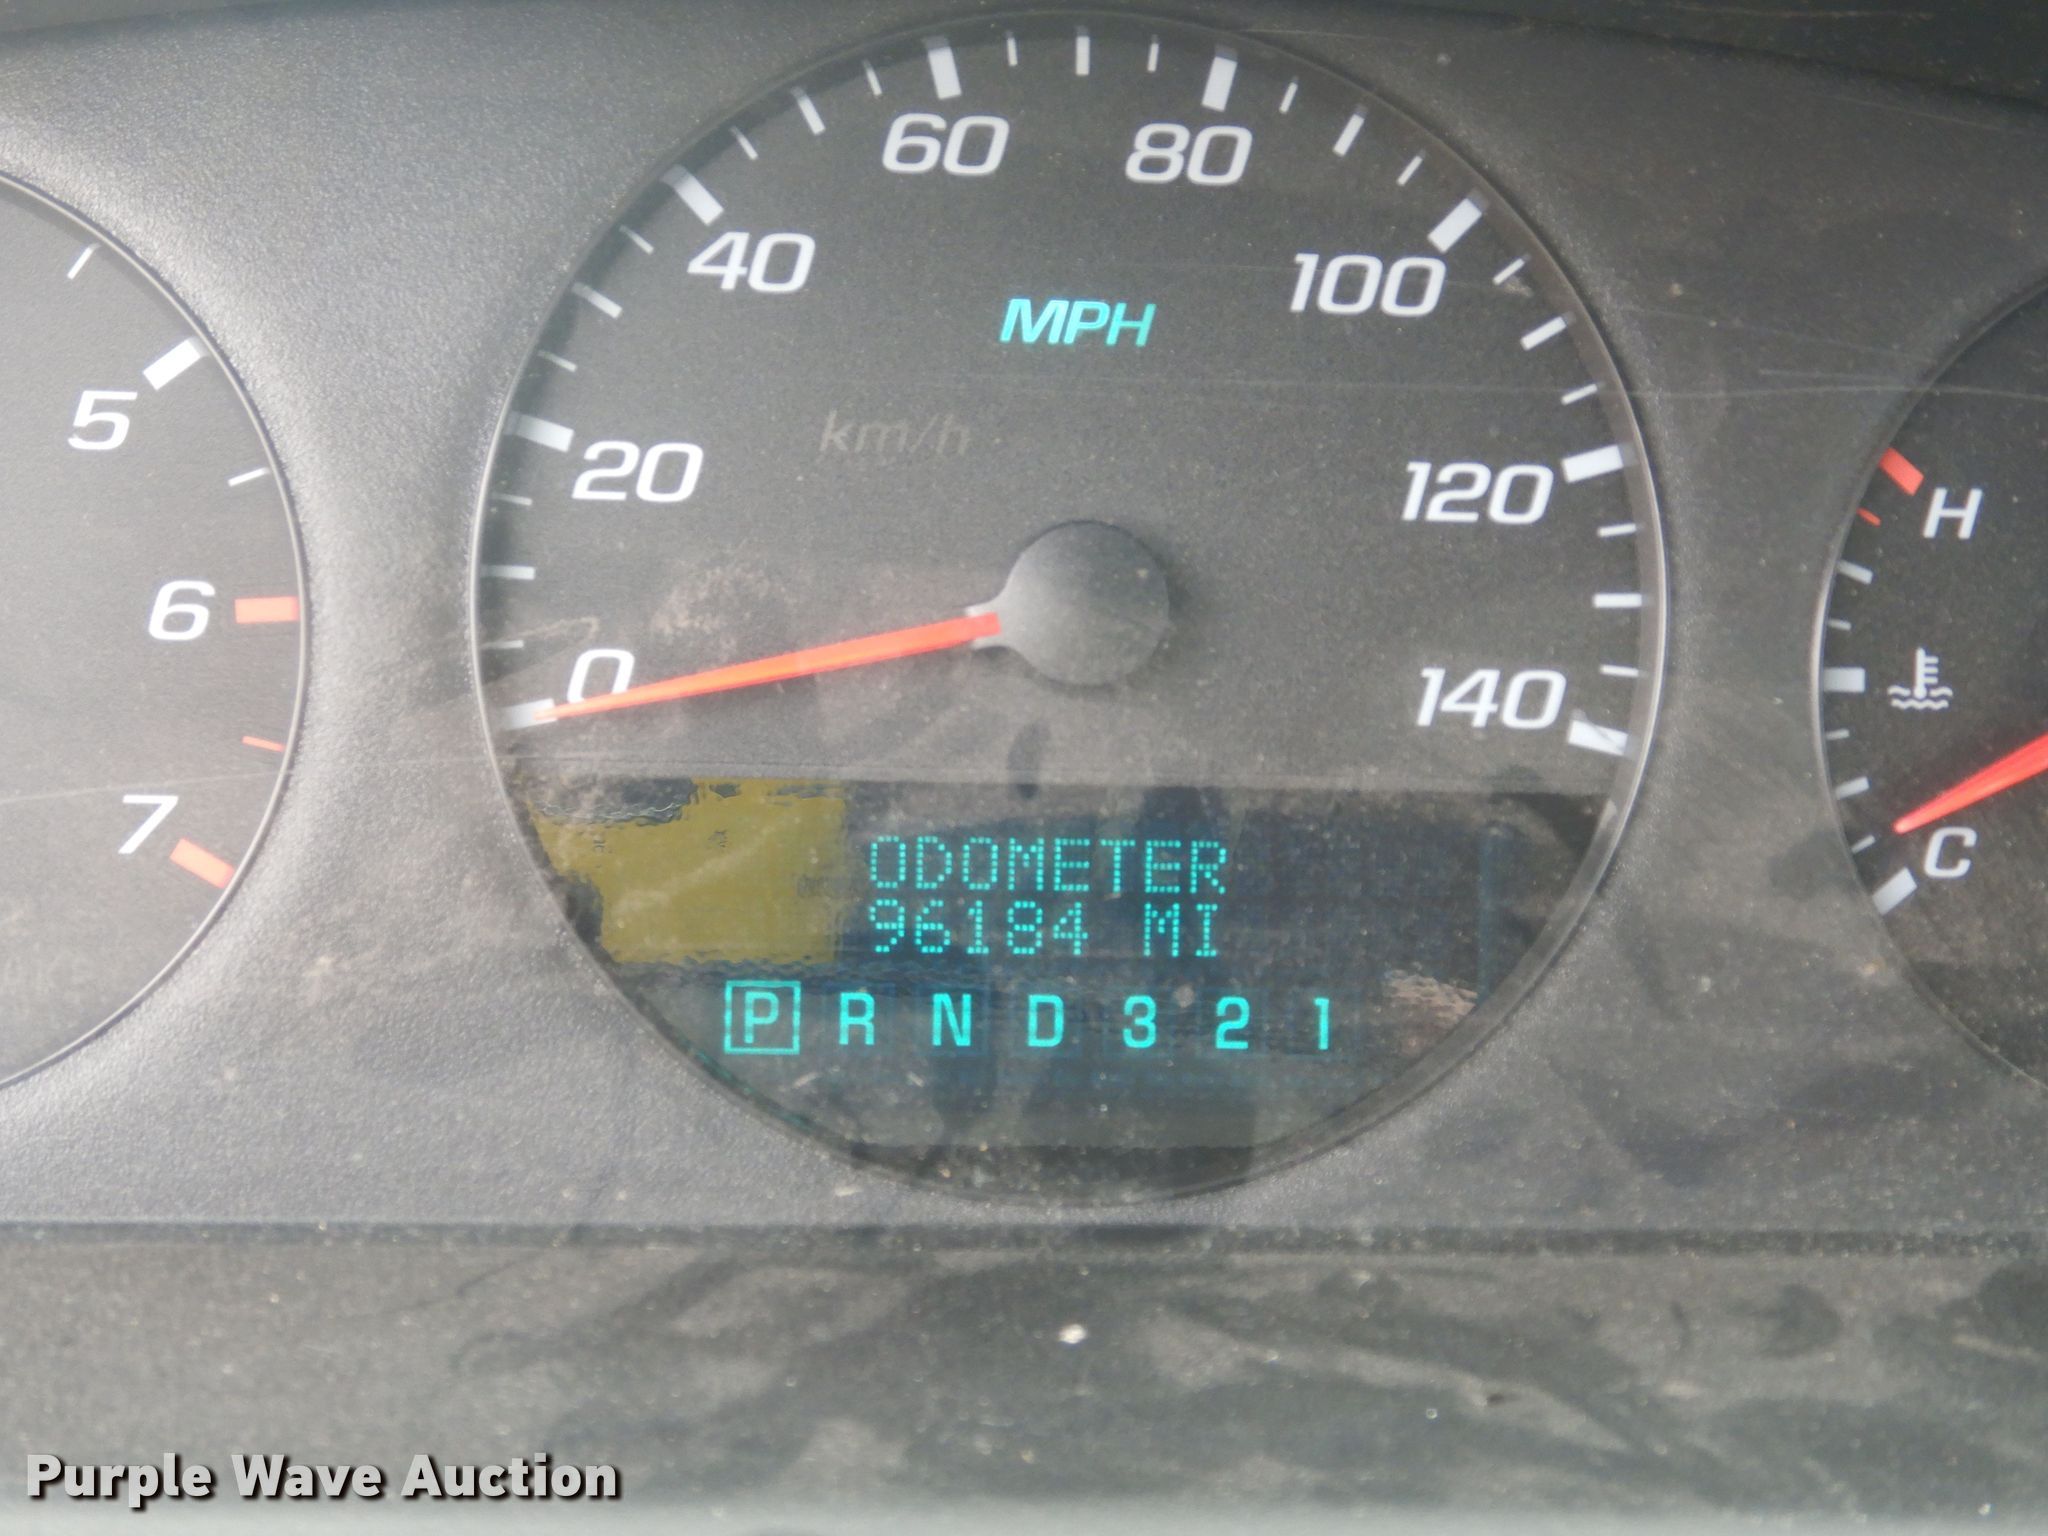 5
6
7
0
20
40
60
80
100
120
140
MPH
km/h
H
C
ODOMETER
96184 MI
P R N D 3 2 1
Purple Wave Auction